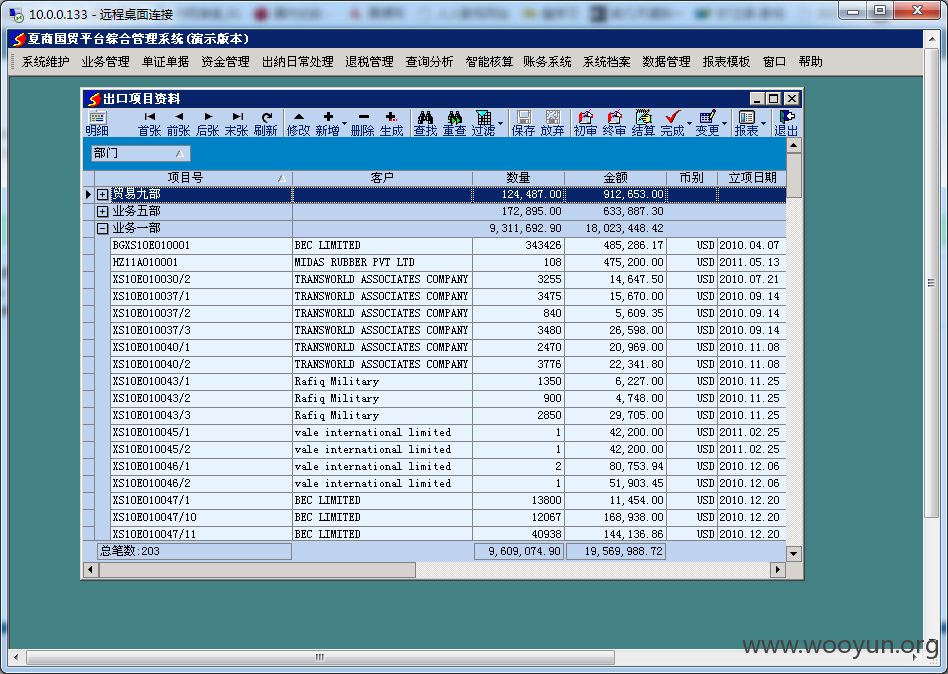 10.0.0.133 - 远程桌面连接
夏商国贸平台综合管理系统(演示版本)
系统维护 业务管理 单证单据 资金管理 出纳日常处理 退税管理 查询分析 智能核算 账务系统 系统档案 数据管理 报表模板 窗口 帮助
出口项目资料
明细 首张 前张 后张 末张 刷新 修改 新增 删除 生成 查找 重查 过滤 保存 放弃 初审 终审 结算 完成 变更 报表 退出
部门
项目号 客户 数量 金额 币别 立项日期
贸易九部 124,487.00 912,653.00
业务五部 172,895.00 633,887.30
业务一部 9,311,692.90 18,023,448.42
BGXS10E010001 BEC LIMITED 343426 485,286.17 USD 2010.04.07
HZ11A010001 MIDAS RUBBER PVT LTD 108 475,200.00 USD 2011.05.13
XS10E010030/2 TRANSWORLD ASSOCIATES COMPANY 3255 14,647.50 USD 2010.07.21
XS10E010037/1 TRANSWORLD ASSOCIATES COMPANY 3475 15,670.00 USD 2010.09.14
XS10E010037/2 TRANSWORLD ASSOCIATES COMPANY 840 5,609.35 USD 2010.09.14
XS10E010037/3 TRANSWORLD ASSOCIATES COMPANY 3480 26,598.00 USD 2010.09.14
XS10E010040/1 TRANSWORLD ASSOCIATES COMPANY 2470 20,969.00 USD 2010.11.08
XS10E010040/2 TRANSWORLD ASSOCIATES COMPANY 3776 22,341.80 USD 2010.11.08
XS10E010043/1 Rafiq Military 1350 6,227.00 USD 2010.11.25
XS10E010043/2 Rafiq Military 900 4,748.00 USD 2010.11.25
XS10E010043/3 Rafiq Military 2850 29,705.00 USD 2010.11.25
XS10E010045/1 vale international limited 1 42,200.00 USD 2011.02.25
XS10E010045/2 vale international limited 1 42,200.00 USD 2011.02.25
XS10E010046/1 vale international limited 2 80,753.94 USD 2010.12.06
XS10E010046/2 vale international limited 1 51,903.45 USD 2010.12.06
XS10E010047/1 BEC LIMITED 13800 11,454.00 USD 2010.12.20
XS10E010047/10 BEC LIMITED 12067 168,938.00 USD 2010.12.20
XS10E010047/11 BEC LIMITED 40938 144,136.86 USD 2010.12.20
总笔数:203 9,609,074.90 19,569,988.72
www.wooyun.org